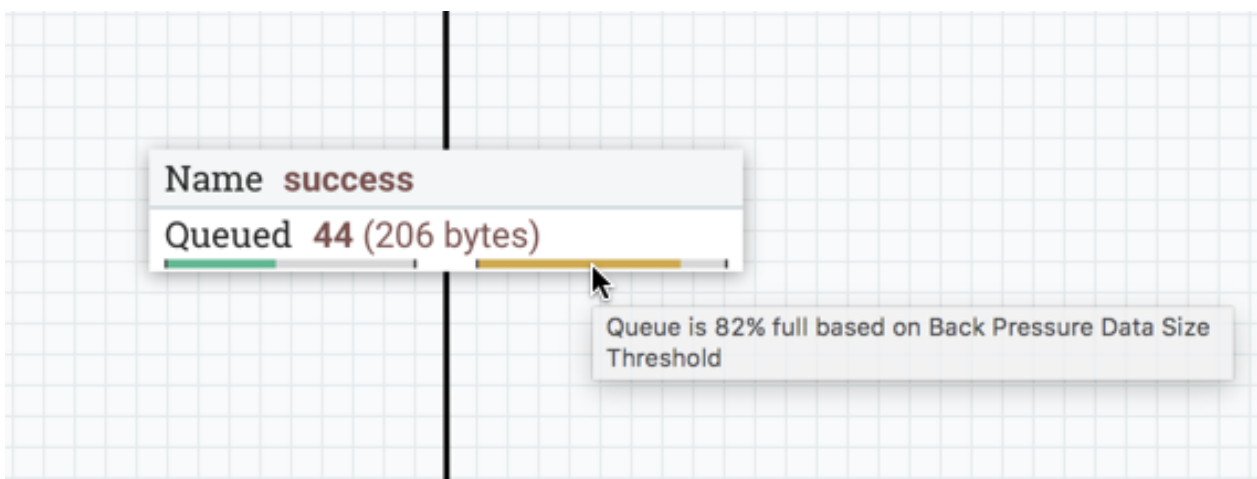 Name success
Queued 44 (206 bytes)
Queue is 82% full based on Back Pressure Data Size
Threshold